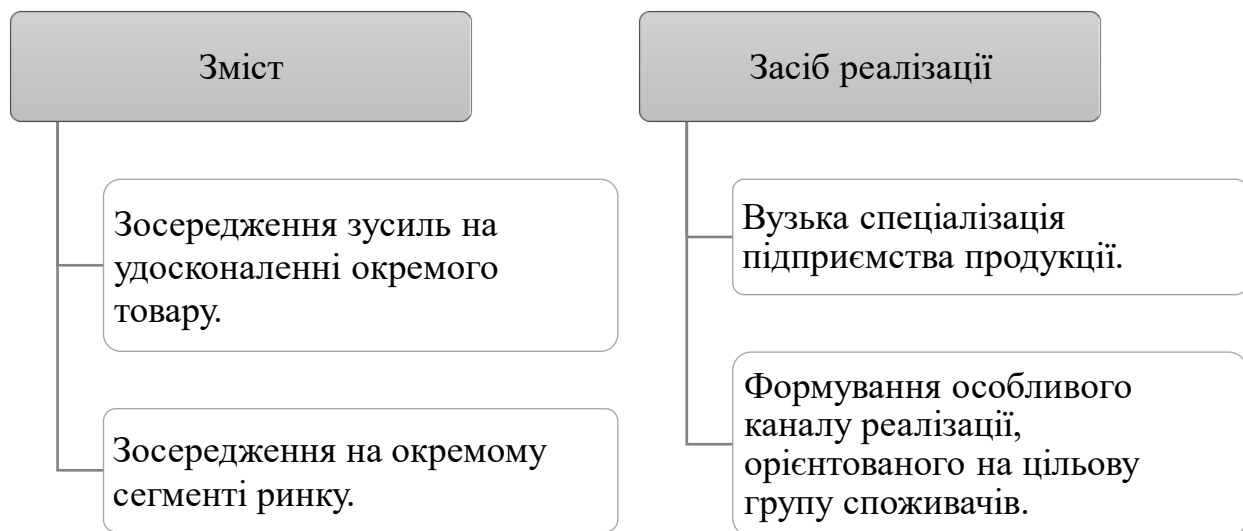 Зміст
Зосередження зусиль на
удосконаленні окремого
товару.
Зосередження на окремому
сегменті ринку.
Засіб реалізації
Вузька спеціалізація
підприємства продукції.
Формування особливого
каналу реалізації,
орієнтованого на цільову
групу споживачів.